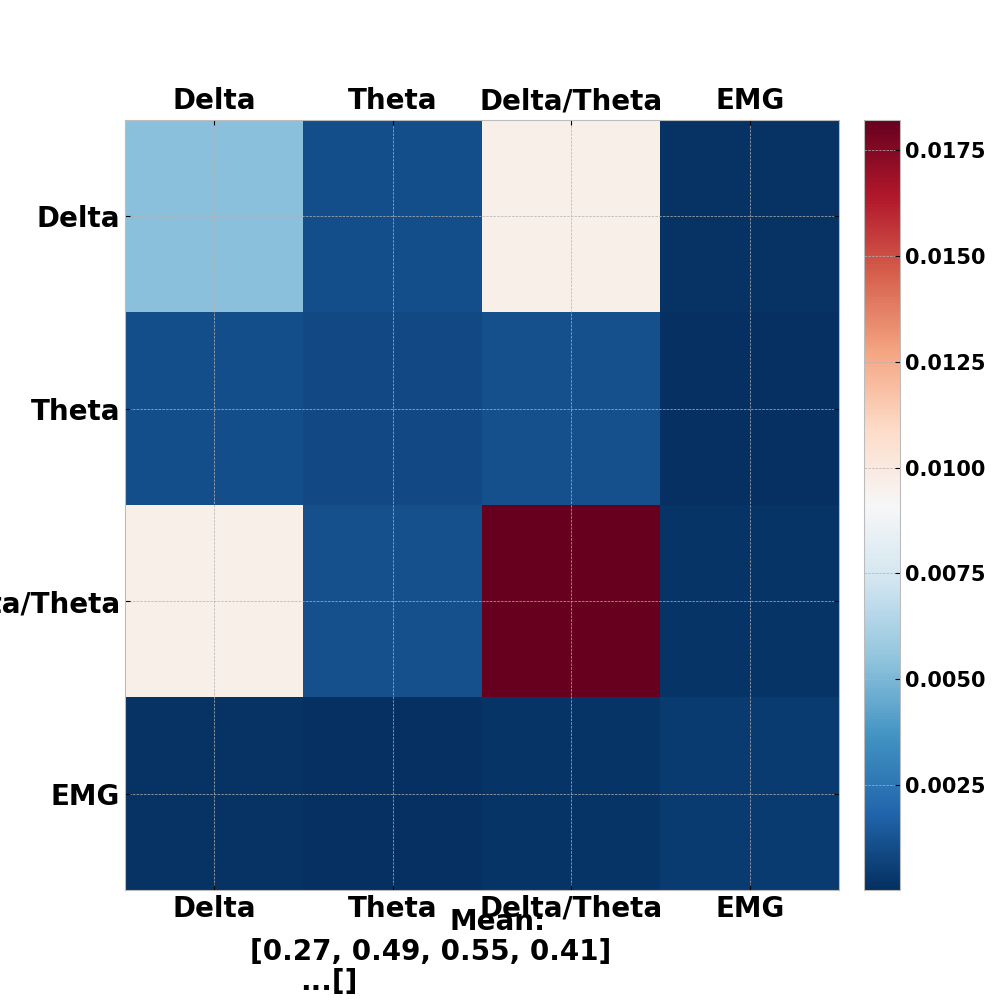 Delta Theta Delta/Theta EMG
0.0175
Delta
0.0150
0.0125
Theta
0.0100
0.0075
ta/Theta
0.0050
EMG
0.0025
Delta Theta Delta/Theta EMG
Mean:
[0.27, 0.49, 0.55, 0.41]
...[]